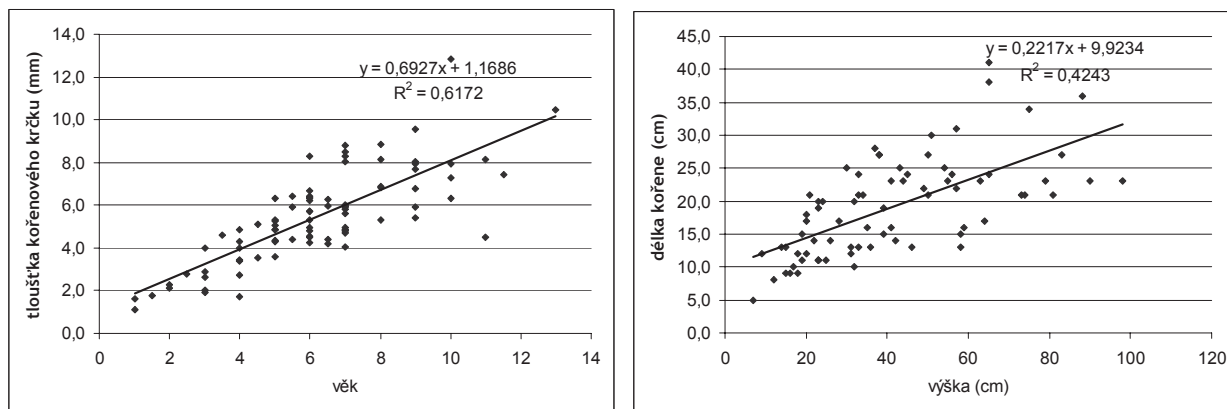 tloušťka kořenového krčku (mm)
14,0
12,0
10,0
8,0
6,0
4,0
2,0
0,0
y = 0,6927x + 1,1686
R² = 0,6172
0 2 4 6 8 10 12 14
věk
délka kořene (cm)
45,0
40,0
35,0
30,0
25,0
20,0
15,0
10,0
5,0
0,0
y = 0,2217x + 9,9234
R² = 0,4243
0 20 40 60 80 100 120
výška (cm)